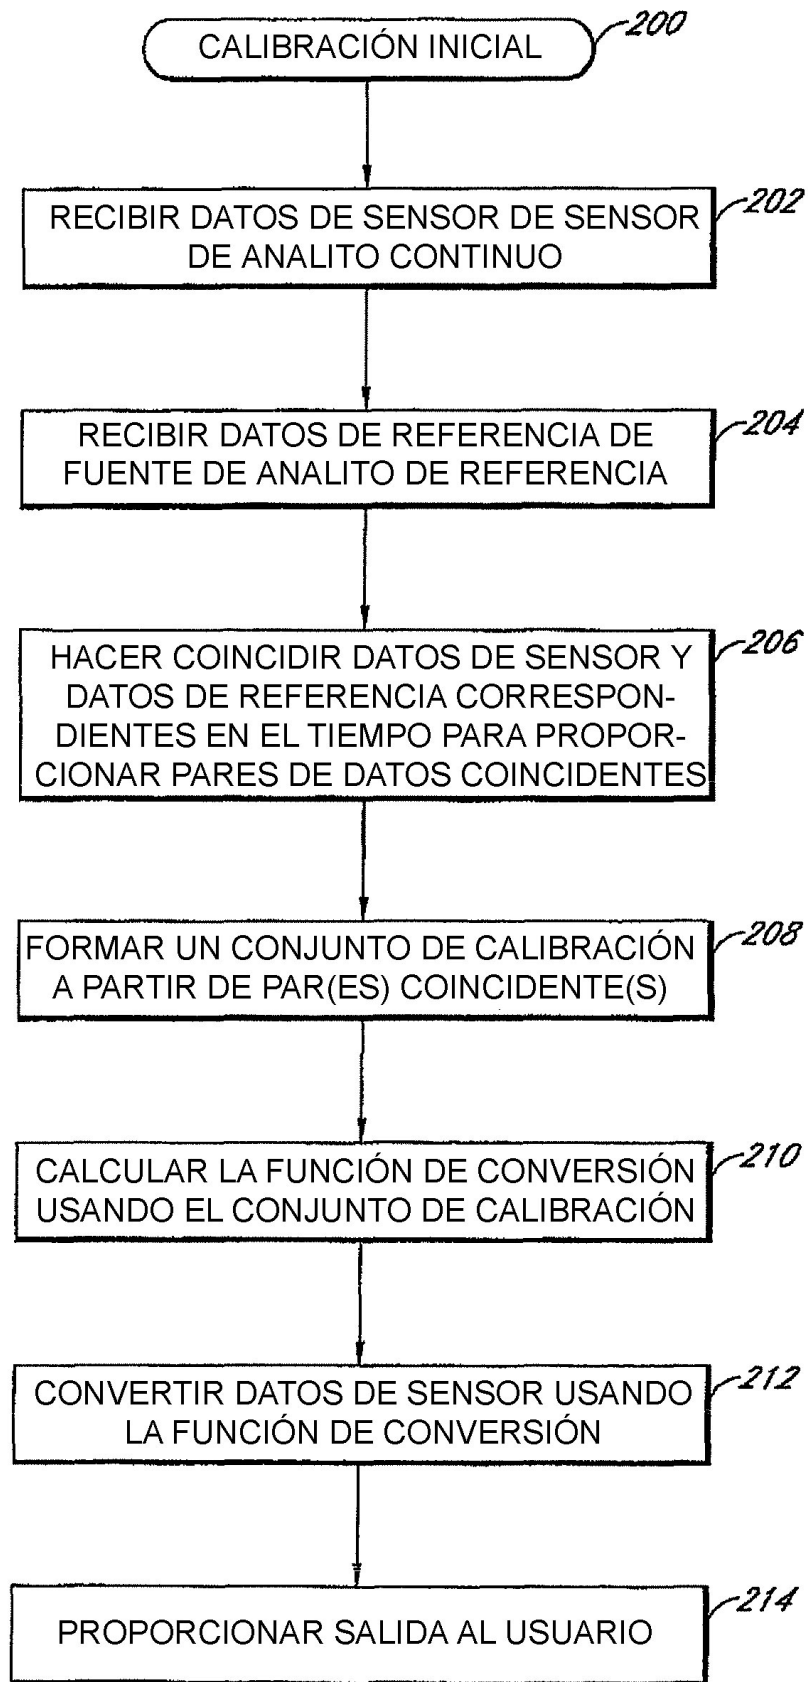 CALIBRACIÓN INICIAL
200
RECIBIR DATOS DE SENSOR DE SENSOR
DE ANALITO CONTINUO
202
RECIBIR DATOS DE REFERENCIA DE
FUENTE DE ANALITO DE REFERENCIA
204
HACER COINCIDIR DATOS DE SENSOR Y
DATOS DE REFERENCIA CORRESPON-
DIENTES EN EL TIEMPO PARA PROPOR-
CIONAR PARES DE DATOS COINCIDENTES
206
FORMAR UN CONJUNTO DE CALIBRACIÓN
A PARTIR DE PAR(ES) COINCIDENTE(S)
208
CALCULAR LA FUNCIÓN DE CONVERSIÓN
USANDO EL CONJUNTO DE CALIBRACIÓN
210
CONVERTIR DATOS DE SENSOR USANDO
LA FUNCIÓN DE CONVERSIÓN
212
PROPORCIONAR SALIDA AL USUARIO
214